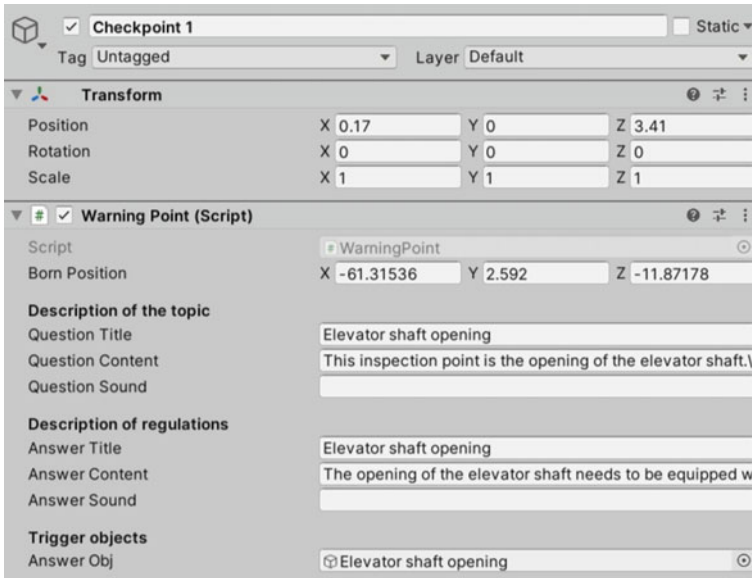 Checkpoint 1 Static
Tag Untagged Layer Default
Transform
Position X 0.17 Y 0 Z 3.41
Rotation X 0 Y 0 Z 0
Scale X 1 Y 1 Z 1
# Warning Point (Script)
Script # WarningPoint
Born Position X -61.31536 Y 2.592 Z -11.87178
Description of the topic
Question Title Elevator shaft opening
Question Content This inspection point is the opening of the elevator shaft.\
Question Sound
Description of regulations
Answer Title Elevator shaft opening
Answer Content The opening of the elevator shaft needs to be equipped w
Answer Sound
Trigger objects
Answer Obj Elevator shaft opening